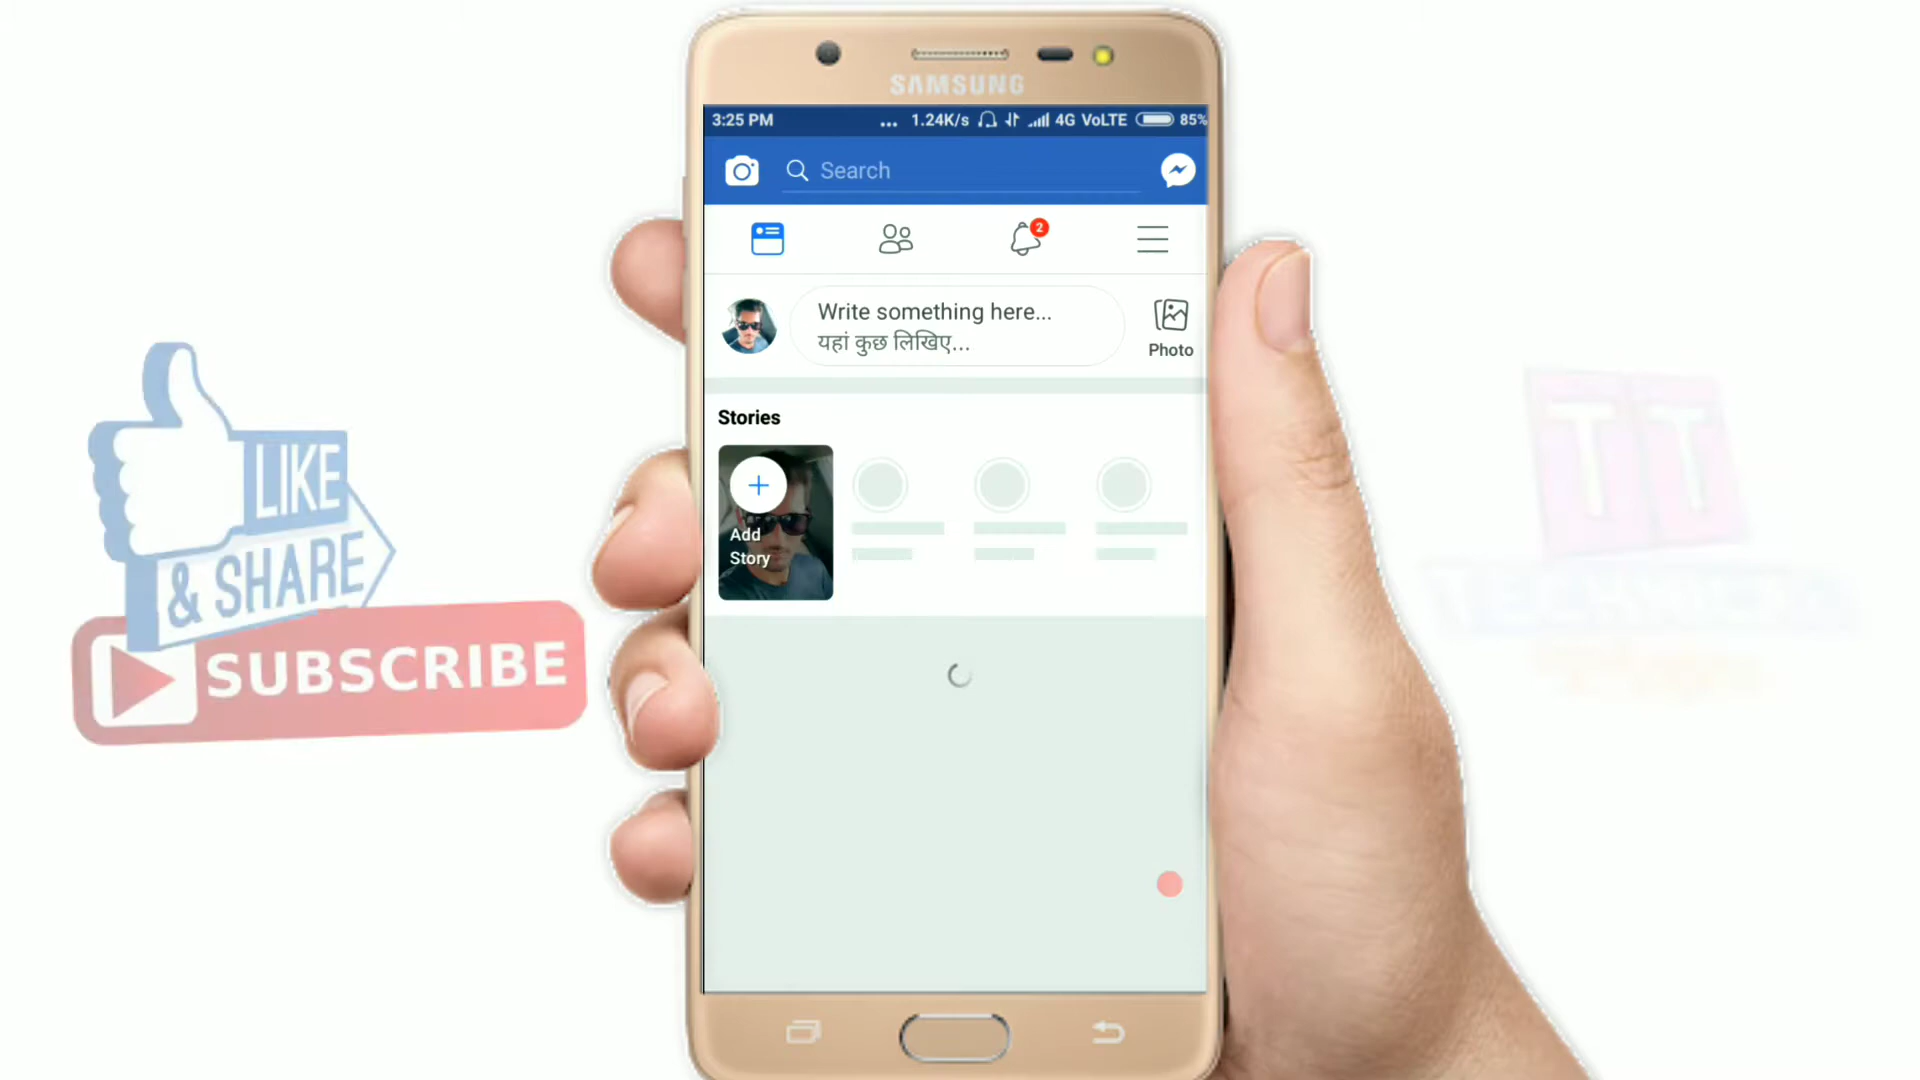 SAMSUNG
3:25 PM
... 1.24K/s 4G VoLTE 85%
Search
2
Write something here...
यहां कुछ लिखिए...
Photo
Stories
Add
Story
LIKE
& SHARE
SUBSCRIBE
TT